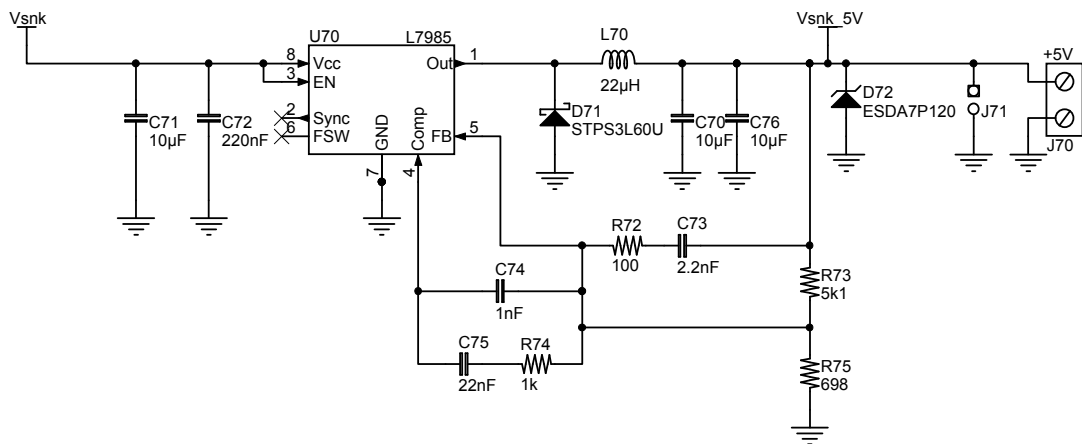 Vsnk
Vsnk_5V
U70
L7985
L70
22µH
+5V
8
Vcc
3
EN
2
Sync
6
FSW
Out
1
Comp
FB
5
GND
7
4
C71
10µF
C72
220nF
D71
STPS3L60U
C70
10µF
C76
10µF
D72
ESDA7P120
J71
J70
R72
100
C73
2.2nF
R73
5k1
C74
1nF
C75
22nF
R74
1k
R75
698